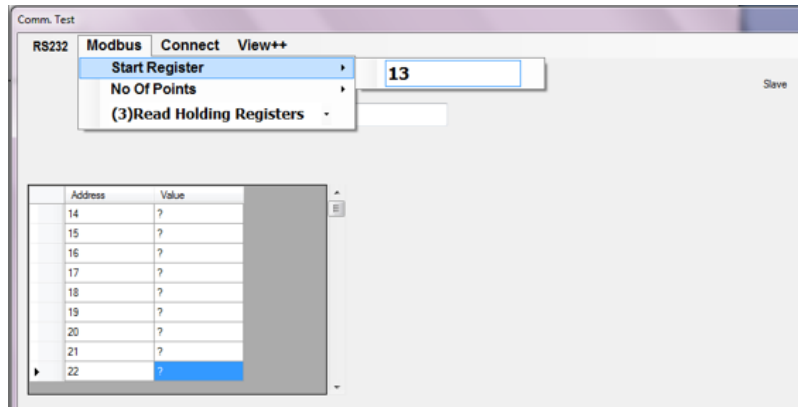 Comm. Test
RS232 Modbus Connect View++
Start Register
13
No Of Points
Slave
(3)Read Holding Registers
Address Value
14 ?
15 ?
16 ?
17 ?
18 ?
19 ?
20 ?
21 ?
22 ?